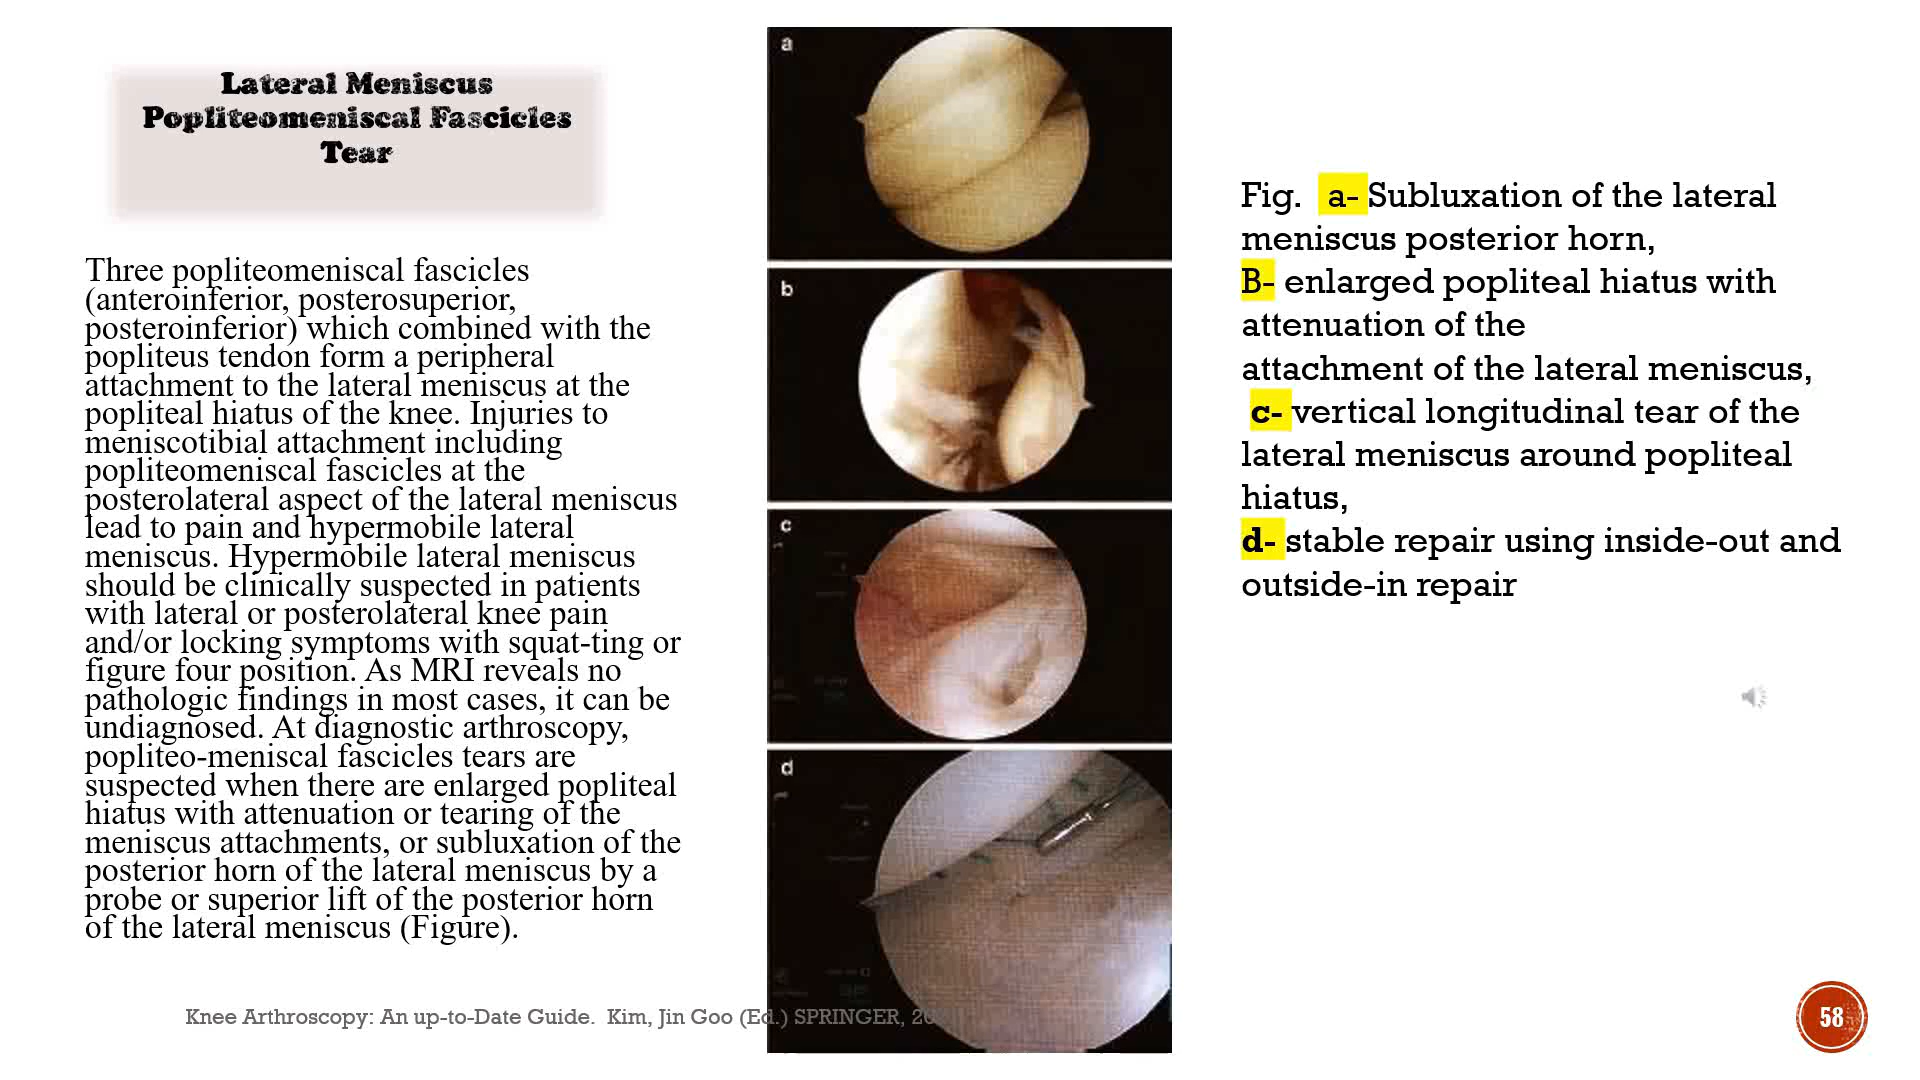 Lateral Meniscus
Popliteomeniscal Fascicles
Tear
Three popliteomeniscal fascicles
(anteroinferior, posterosuperior,
posteroinferior) which combined with the
popliteus tendon form a peripheral
attachment to the lateral meniscus at the
popliteal hiatus of the knee. Injuries to
meniscotibial attachment including
popliteomeniscal fascicles at the
posterolateral aspect of the lateral meniscus
lead to pain and hypermobile lateral
meniscus. Hypermobile lateral meniscus
should be clinically suspected in patients
with lateral or posterolateral knee pain
and/or locking symptoms with squat-ting or
figure four position. As MRI reveals no
pathologic findings in most cases, it can be
undiagnosed. At diagnostic arthroscopy,
popliteo-meniscal fascicles tears are
suspected when there are enlarged popliteal
hiatus with attenuation or tearing of the
meniscus attachments, or subluxation of the
posterior horn of the lateral meniscus by a
probe or superior lift of the posterior horn
of the lateral meniscus (Figure).
a
b
c
d
Fig. a- Subluxation of the lateral
meniscus posterior horn,
B- enlarged popliteal hiatus with
attenuation of the
attachment of the lateral meniscus,
c- vertical longitudinal tear of the
lateral meniscus around popliteal
hiatus,
d- stable repair using inside-out and
outside-in repair
Knee Arthroscopy: An up-to-Date Guide. Kim, Jin Goo (Ed.) SPRINGER,
58